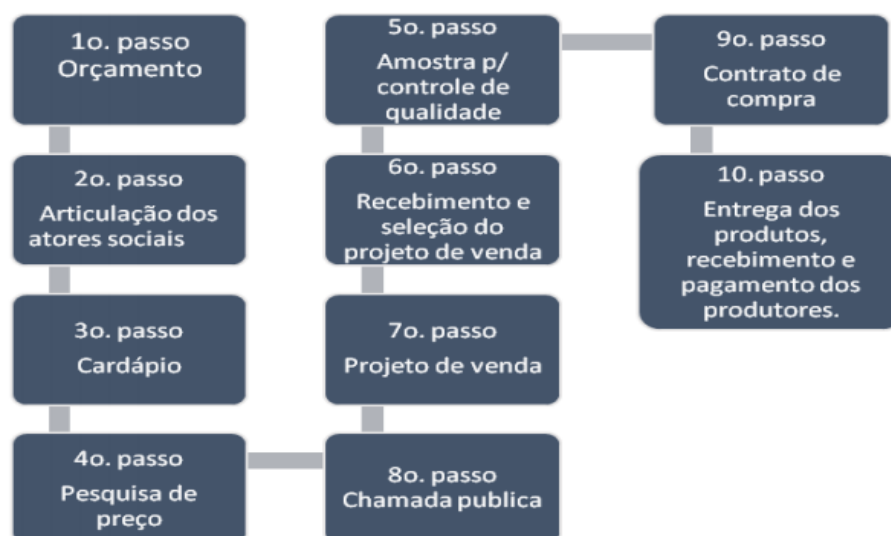 1o. passo
Orçamento
2o. passo
Articulação dos
atores sociais
3o. passo
Cardápio
4o. passo
Pesquisa de
preço
5o. passo
Amostra p/
controle de
qualidade
6o. passo
Recebimento e
seleção do
projeto de venda
7o. passo
Projeto de venda
8o. passo
Chamada publica
9o. passo
Contrato de
compra
10. passo
Entrega dos
produtos,
recebimento e
pagamento dos
produtores.